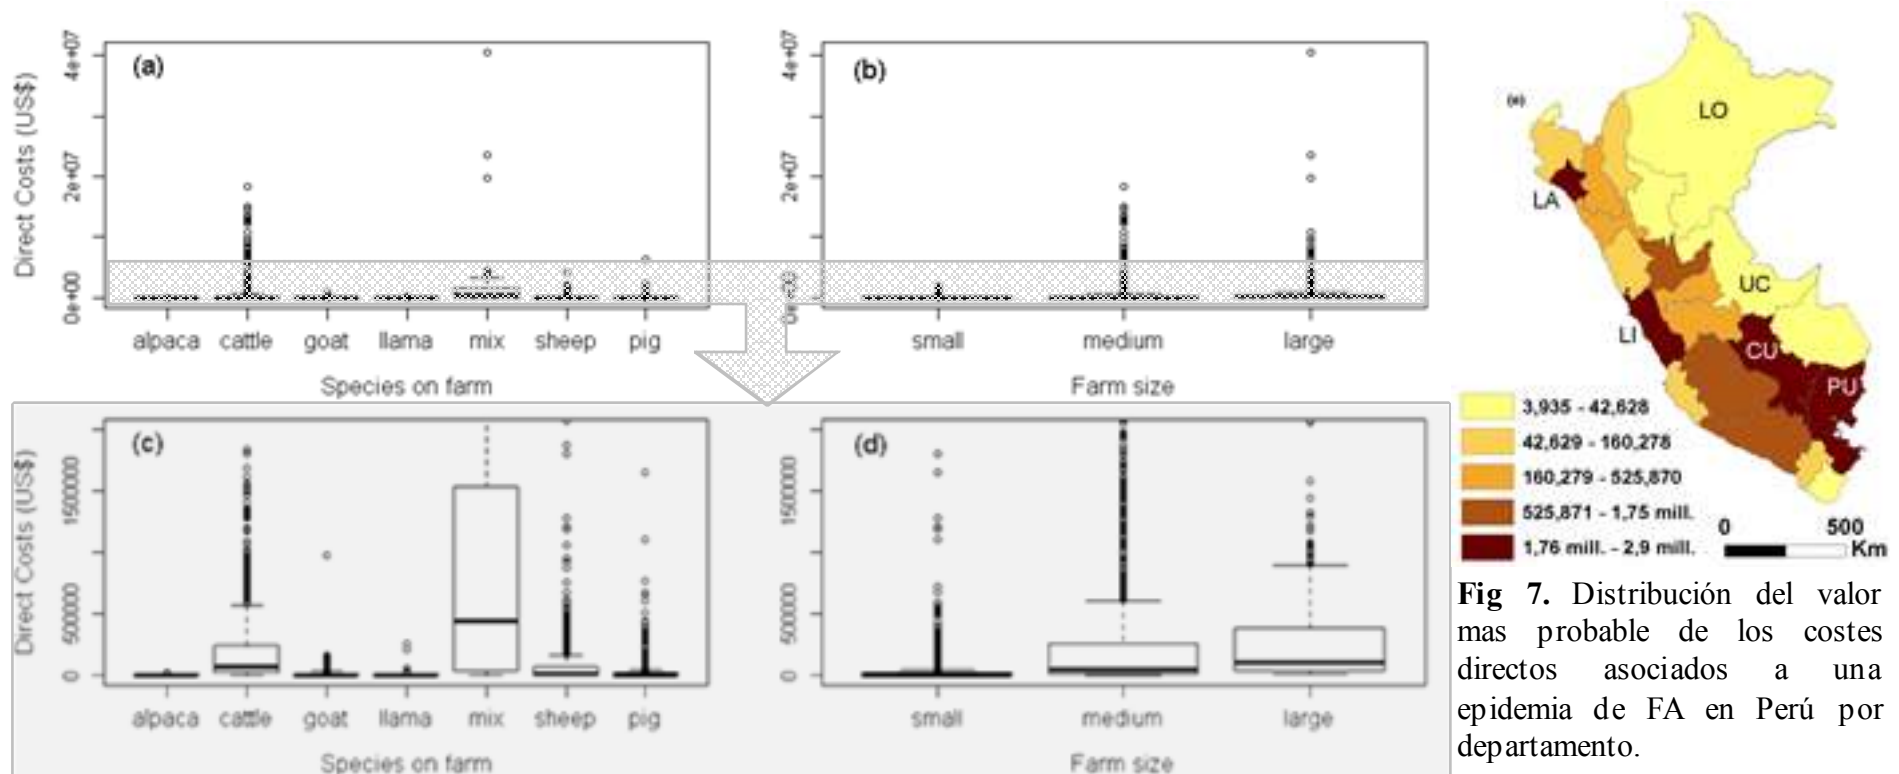 (a)
Direct Costs (US$)
4e+07
2e+07
0e+00
alpaca cattle goat llama mix sheep pig
Species on farm
(b)
4e+07
2e+07
0e+00
small medium large
Farm size
(c)
Direct Costs (US$)
1500000
500000
0
alpaca cattle goat llama mix sheep pig
Species on farm
(d)
1500000
500000
0
small medium large
Farm size
LO
LA
UC
LI
CU
PU
3,935 - 42,628
42,629 - 160,278
160,279 - 525,870
525,871 - 1,75 mill.
1,76 mill. - 2,9 mill.
0 500
Km
Fig 7. Distribución del valor
mas probable de los costes
directos asociados a una
epidemia de FA en Perú por
departamento.